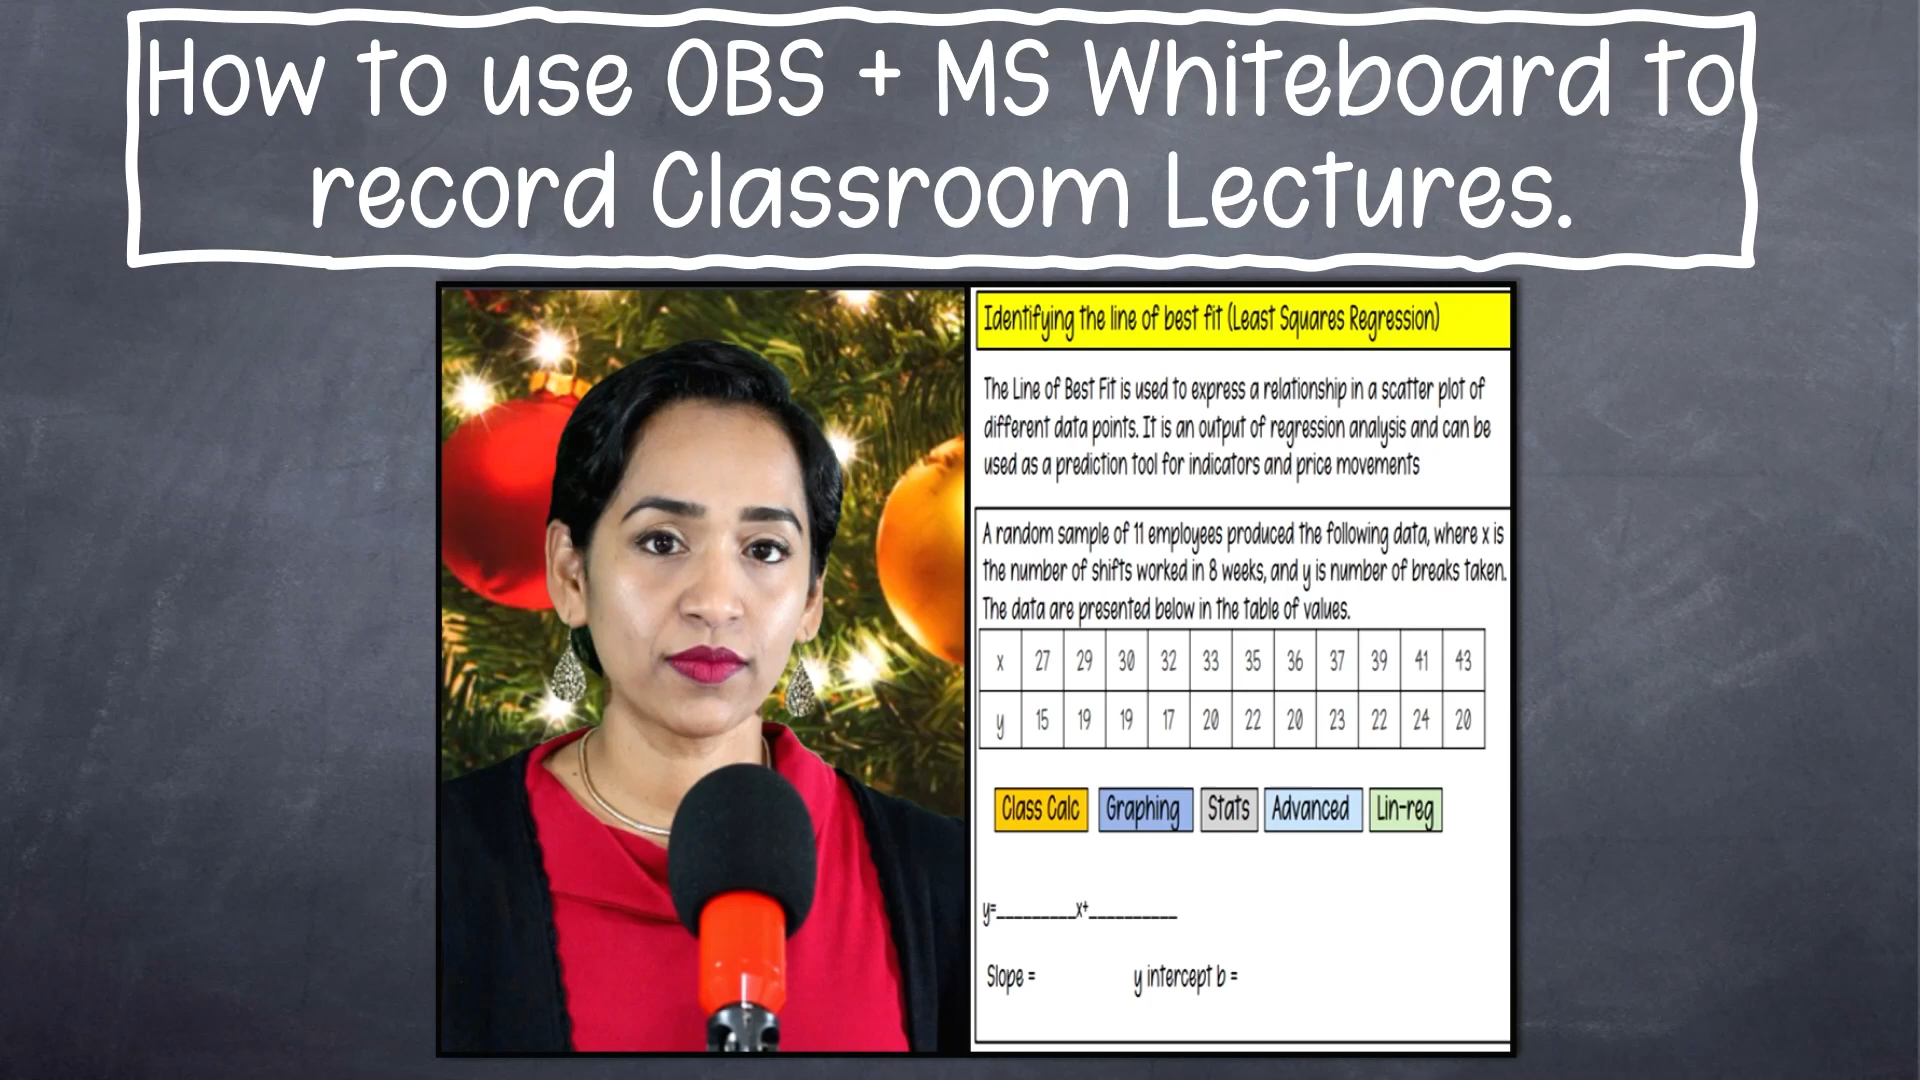 How to use OBS + MS Whiteboard to
record Classroom Lectures.
Identifying the line of best fit (Least Squares Regression)
The Line of Best Fit is used to express a relationship in a scatter plot of
different data points. It is an output of regression analysis and can be
used as a prediction tool for indicators and price movements
A random sample of 11 employees produced the following data, where x is
the number of shifts worked in 8 weeks, and y is number of breaks taken.
The data are presented below in the table of values.
x 27 29 30 32 33 35 36 37 39 41 43
y 15 19 19 17 20 22 20 23 22 24 20
Class Calc Graphing Stats Advanced Lin-reg
y=_________x+__________
Slope = y intercept b =